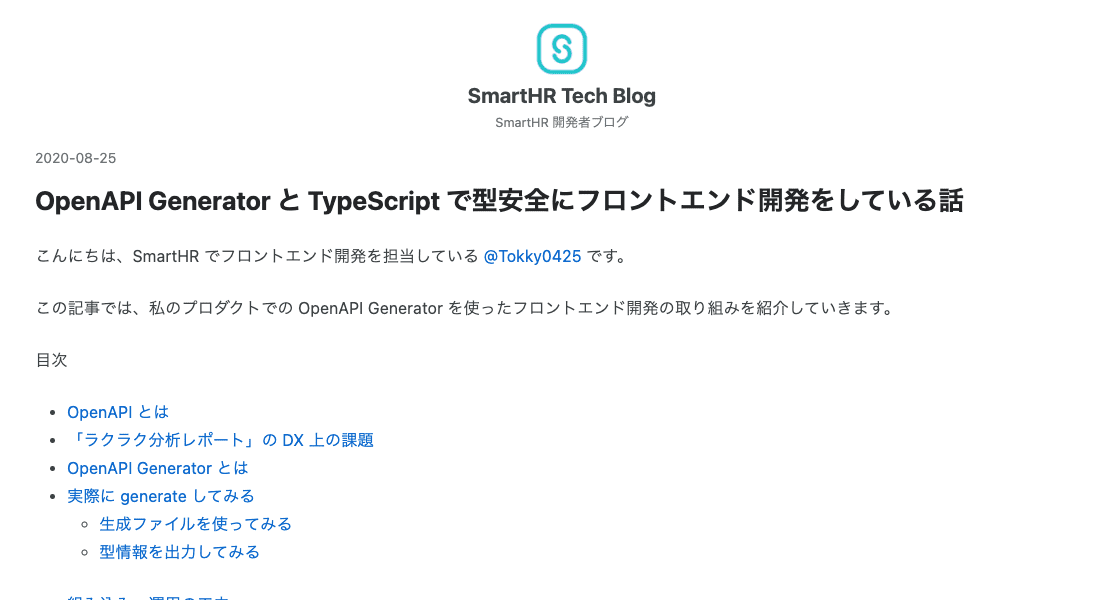 SmartHR Tech Blog
SmartHR 開発者ブログ
2020-08-25
OpenAPI Generator と TypeScript で型安全にフロントエンド開発をしている話
こんにちは、SmartHR でフロントエンド開発を担当している @Tokky0425 です。
この記事では、私のプロダクトでの OpenAPI Generator を使ったフロントエンド開発の取り組みを紹介していきます。
目次
OpenAPI とは
「ラクラク分析レポート」の DX 上の課題
OpenAPI Generator とは
実際に generate してみる
生成ファイルを使ってみる
型情報を出力してみる